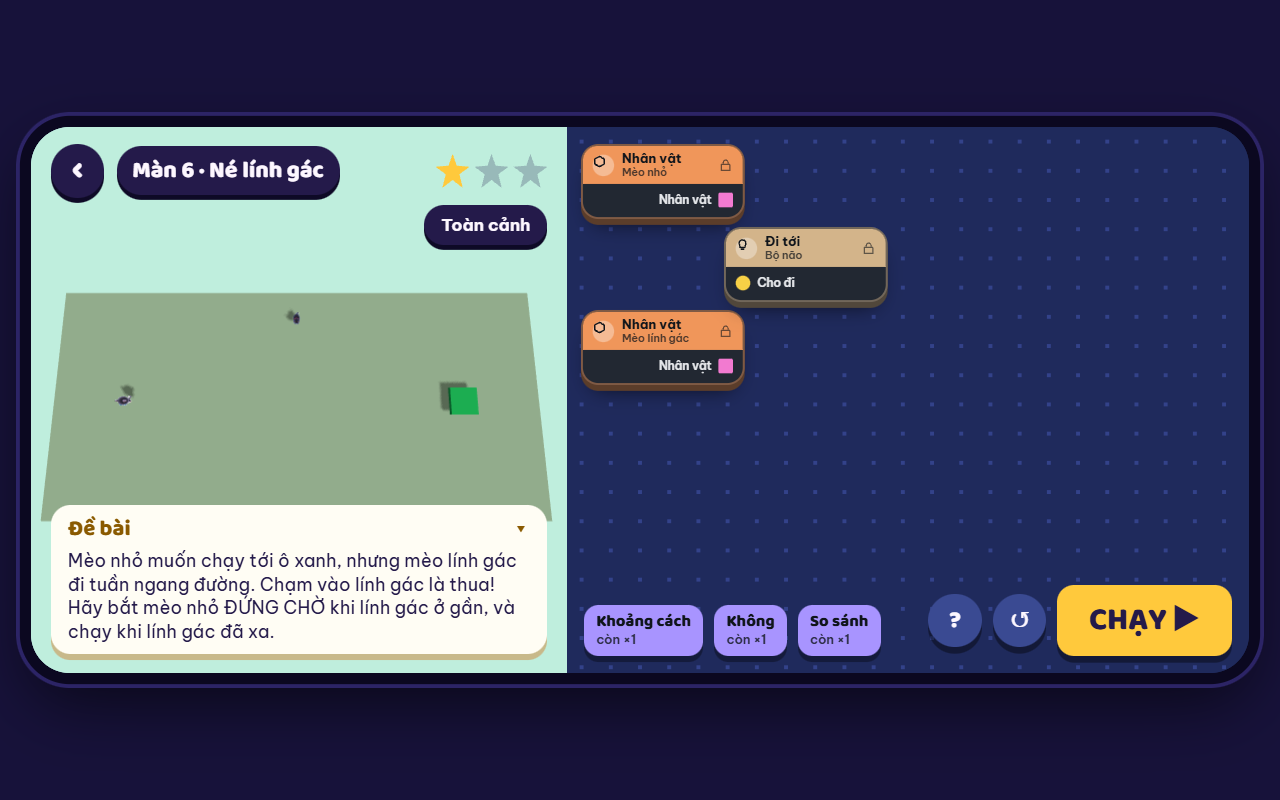 Màn 6 · Né lính gác
Toàn cảnh
Đề bài
Mèo nhỏ muốn chạy tới ô xanh, nhưng mèo lính gác
đi tuần ngang đường. Chạm vào lính gác là thua!
Hãy bắt mèo nhỏ ĐỨNG CHỜ khi lính gác ở gần, và
chạy khi lính gác đã xa.
Nhân vật
Mèo nhỏ
Nhân vật
Đi tới
Bộ não
Cho đi
Nhân vật
Mèo lính gác
Nhân vật
Khoảng cách
còn ×1
Không
còn ×1
So sánh
còn ×1
?
CHẠY